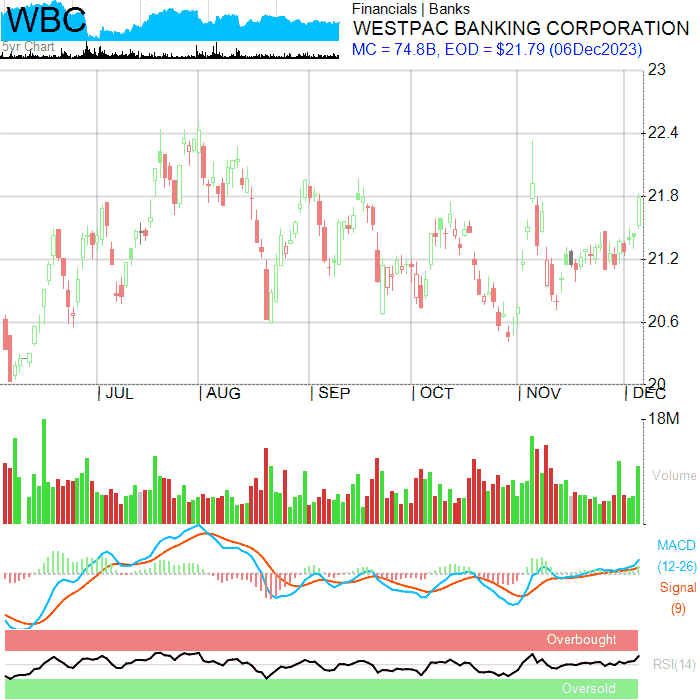 WBC
5yr Chart
Financials | Banks
WESTPAC BANKING CORPORATION
MC = 74.8B, EOD = $21.79 (06Dec2023)
23
22.4
21.8
21.2
20.6
20
| JUL | AUG | SEP | OCT | NOV | DEC
18M
Volume
MACD
(12-26)
Signal
(9)
Overbought
RSI(14)
Oversold